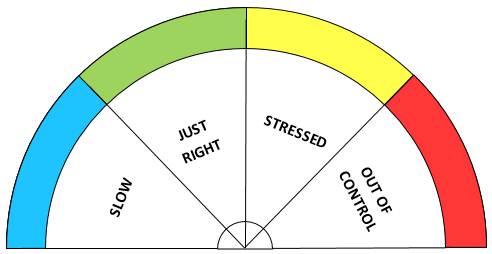 SLOW
JUST
RIGHT
STRESSED
OUT OF
CONTROL